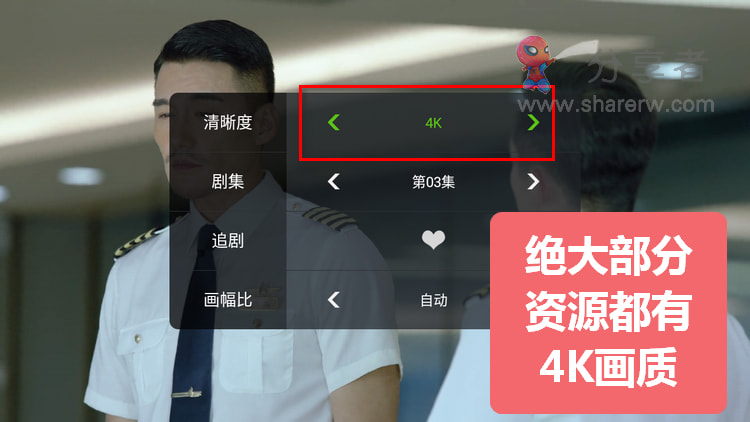 分享者
www.sharerw.com
清晰度
4K
剧集
第03集
追剧
画幅比
自动
绝大部分
资源都有
4K画质